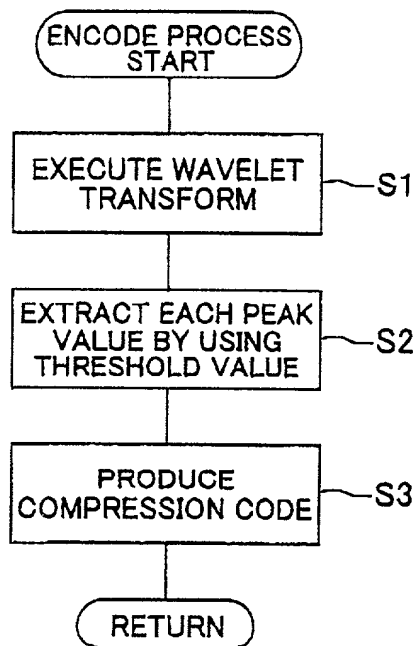 ENCODE PROCESS
START
EXECUTE WAVELET
TRANSFORM
S1
EXTRACT EACH PEAK
VALUE BY USING
THRESHOLD VALUE
S2
PRODUCE
COMPRESSION CODE
S3
RETURN